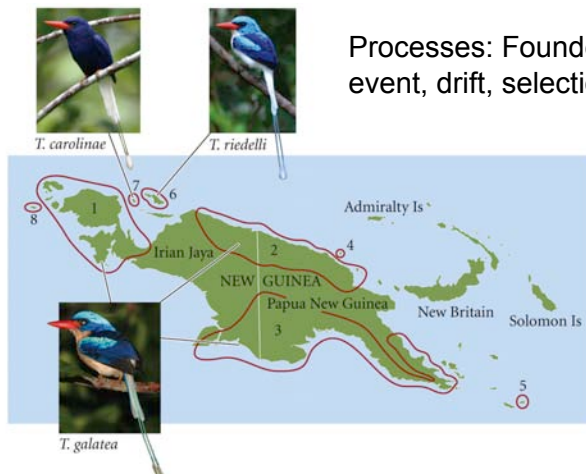 Processes: Founde
event, drift, selectio
T. carolinae
T. riedelli
7
6
8
1
Admiralty Is
4
Irian Jaya
2
NEW GUINEA
Papua New Guinea
New Britain
Solomon Is
3
5
T. galatea